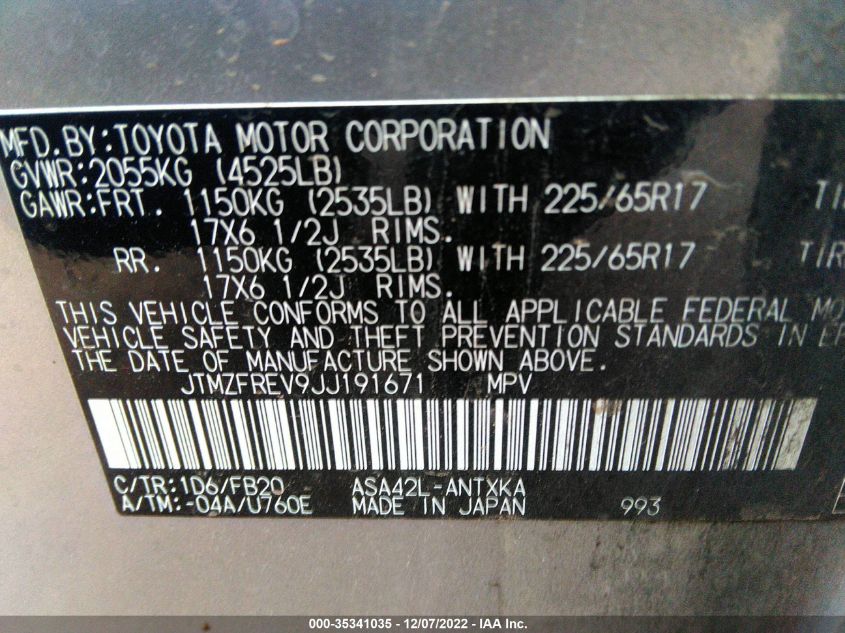 MFD.BY:TOYOTA MOTOR CORPORATION
GVWR:2055KG (4525LB)
GAWR:FRT. 1150KG (2535LB) WITH 225/65R17
17X6 1/2J RIMS.
RR. 1150KG (2535LB) WITH 225/65R17
17X6 1/2J RIMS.
THIS VEHICLE CONFORMS TO ALL APPLICABLE FEDERAL
VEHICLE SAFETY AND THEFT PREVENTION STANDARDS IN
THE DATE OF MANUFACTURE SHOWN ABOVE.
JTMZFREV9JJ191671 MPV
C/TR:1D6/FB20 ASA42L-ANTXKA
A/TM:-04A/U760E MADE IN JAPAN 993
000-35341035 - 12/07/2022 - IAA Inc.